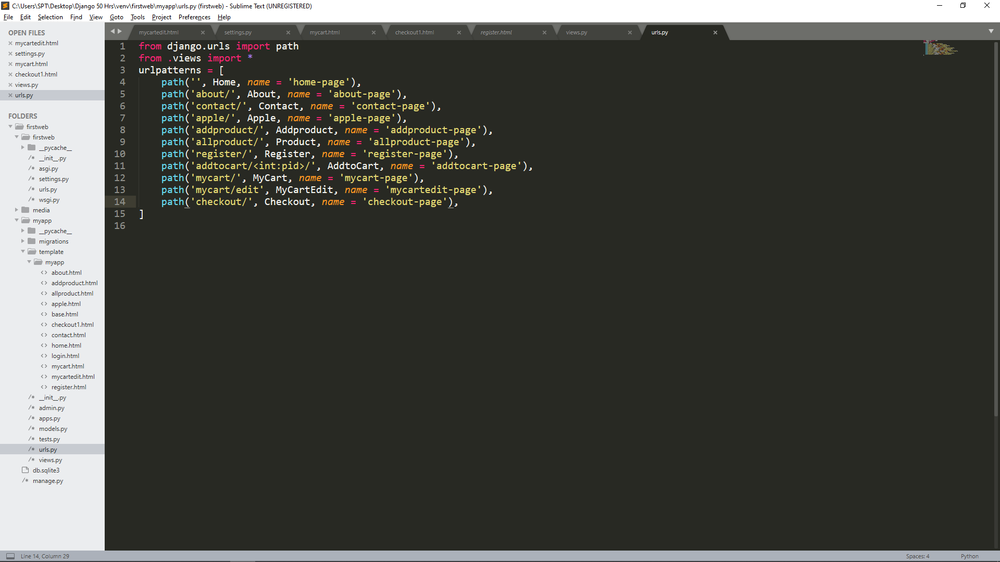 C:\Users\SPT\Desktop\Django 50 Hrs\venv\firstweb\myapp\urls.py (firstweb) - Sublime Text (UNREGISTERED)
File Edit Selection Find View Goto Tools Project Preferences Help
OPEN FILES
mycartedit.html
settings.py
mycart.html
checkout1.html
views.py
urls.py
FOLDERS
firstweb
firstweb
__pycache__
/* __init__.py
/* asgi.py
/* settings.py
/* urls.py
/* wsgi.py
media
myapp
__pycache__
migrations
template
myapp
<> about.html
<> addproduct.html
<> allproduct.html
<> apple.html
<> base.html
<> checkout1.html
<> contact.html
<> home.html
<> login.html
<> mycart.html
<> mycartedit.html
<> register.html
/* __init__.py
/* admin.py
/* apps.py
/* models.py
/* tests.py
/* urls.py
/* views.py
db.sqlite3
/* manage.py
mycartedit.html settings.py mycart.html checkout1.html register.html views.py urls.py
1 from django.urls import path
2 from .views import *
3 urlpatterns = [
4     path('', Home, name = 'home-page'),
5     path('about/', About, name = 'about-page'),
6     path('contact/', Contact, name = 'contact-page'),
7     path('apple/', Apple, name = 'apple-page'),
8     path('addproduct/', Addproduct, name = 'addproduct-page'),
9     path('allproduct/', Product, name = 'allproduct-page'),
10     path('register/', Register, name = 'register-page'),
11     path('addtocart/<int:pid>/', AddtoCart, name = 'addtocart-page'),
12     path('mycart/', MyCart, name = 'mycart-page'),
13     path('mycart/edit', MyCartEdit, name = 'mycartedit-page'),
14     path('checkout/', Checkout, name = 'checkout-page'),
15 ]
16
Line 14, Column 29 Spaces: 4 Python